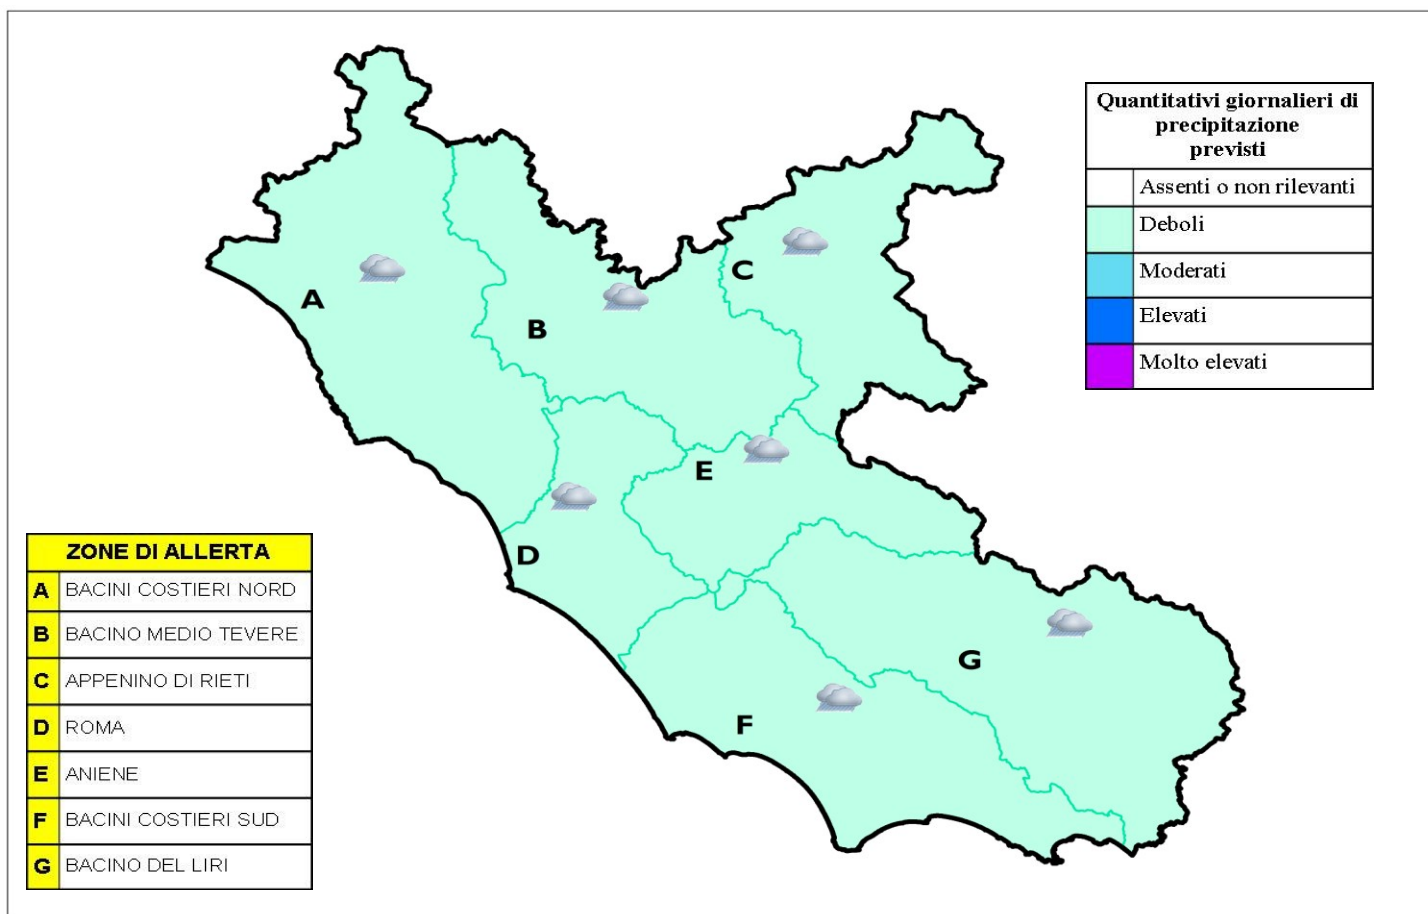 Quantitativi giornalieri di
precipitazione
previsti
Assenti o non rilevanti
Deboli
Moderati
Elevati
Molto elevati
A
B
C
D
E
F
G
ZONE DI ALLERTA
A BACINI COSTIERI NORD
B BACINO MEDIO TEVERE
C APPENINO DI RIETI
D ROMA
E ANIENE
F BACINI COSTIERI SUD
G BACINO DEL LIRI